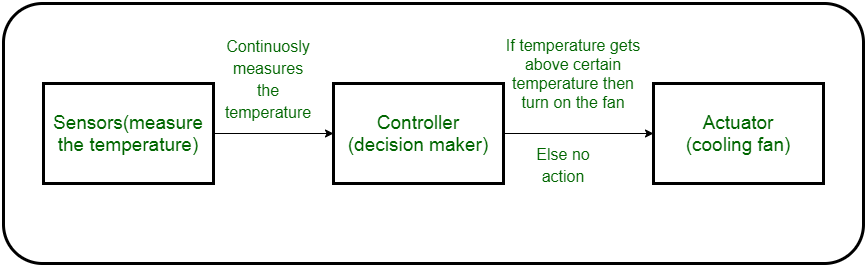 Sensors(measure
the temperature)
Continuosly
measures
the
temperature
Controller
(decision maker)
If temperature gets
above certain
temperature then
turn on the fan
Else no
action
Actuator
(cooling fan)